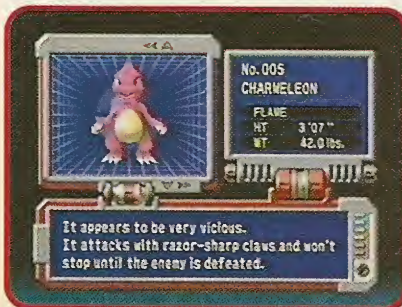 No.005
CHARMELEON
FLAME
HT 3'07"
WT 42.0lbs.
It appears to be very vicious.
It attacks with razor-sharp claws and won't
stop until the enemy is defeated.